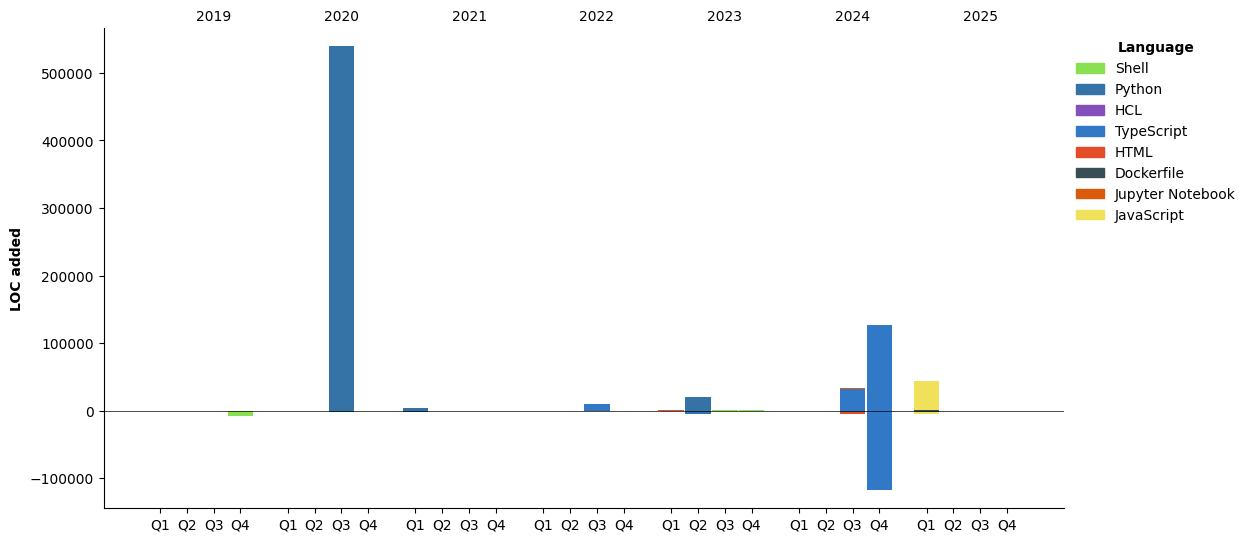 2019 2020 2021 2022 2023 2024 2025
Language
Shell
Python
HCL
TypeScript
HTML
Dockerfile
Jupyter Notebook
JavaScript
LOC added
500000
400000
300000
200000
100000
0
−100000
Q1 Q2 Q3 Q4 Q1 Q2 Q3 Q4 Q1 Q2 Q3 Q4 Q1 Q2 Q3 Q4 Q1 Q2 Q3 Q4 Q1 Q2 Q3 Q4 Q1 Q2 Q3 Q4